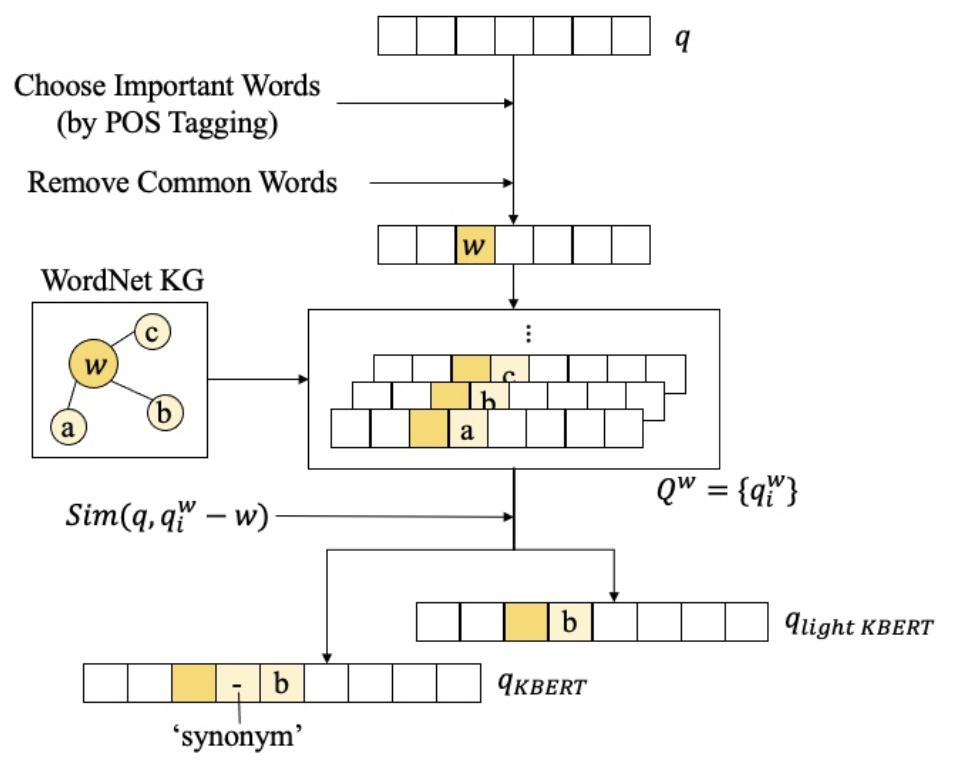 q
Choose Important Words
(by POS Tagging)
Remove Common Words
w
WordNet KG
w
c
b
a
⋮
c
b
a
Q^w = {q_i^w}
Sim(q, q_i^w − w)
b
q_{light KBERT}
- b
q_{KBERT}
‘synonym’